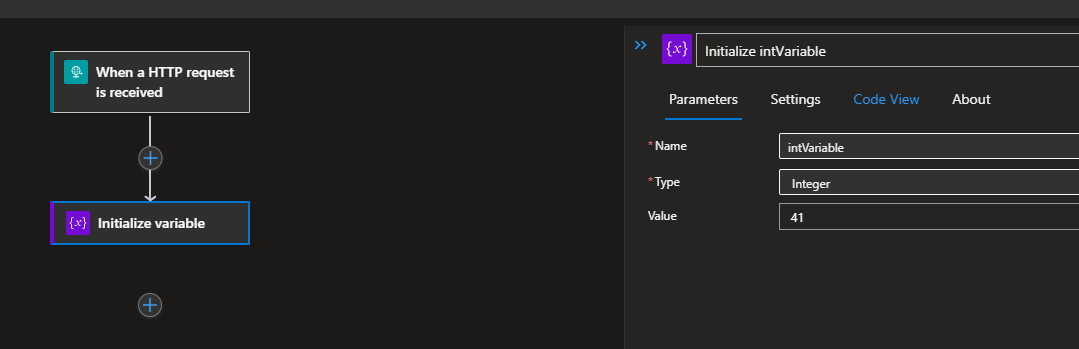 When a HTTP request
is received
{x}
Initialize variable
{x}
Initialize intVariable
Parameters
Settings
Code View
About
* Name
intVariable
* Type
Integer
Value
41